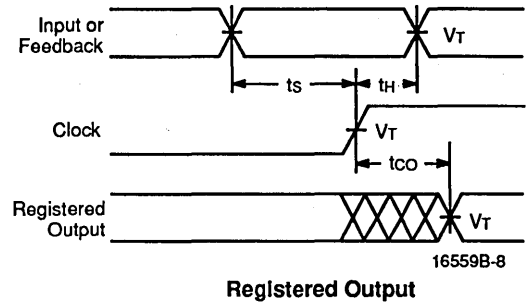 Input or
Feedback
VT
tS
tH
Clock
VT
tCO
Registered
Output
VT
16559B-8
Registered Output